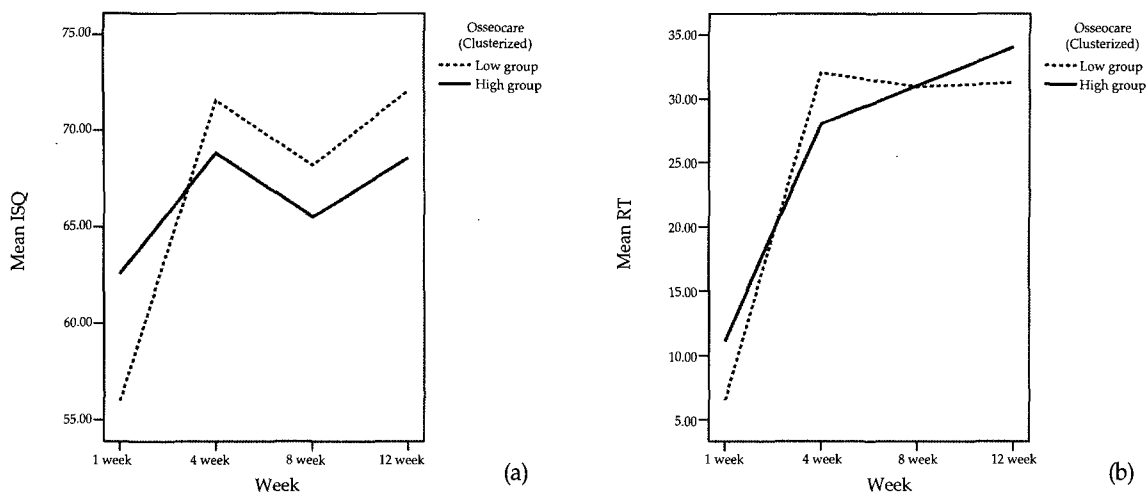 75.00
70.00
65.00
60.00
55.00
Mean ISQ
1 week
4 week
8 week
12 week
Week
Osseocare
(Clusterized)
Low group
High group
(a)
35.00
30.00
25.00
20.00
15.00
10.00
5.00
Mean RT
1 week
4 week
8 week
12 week
Week
Osseocare
(Clusterized)
Low group
High group
(b)